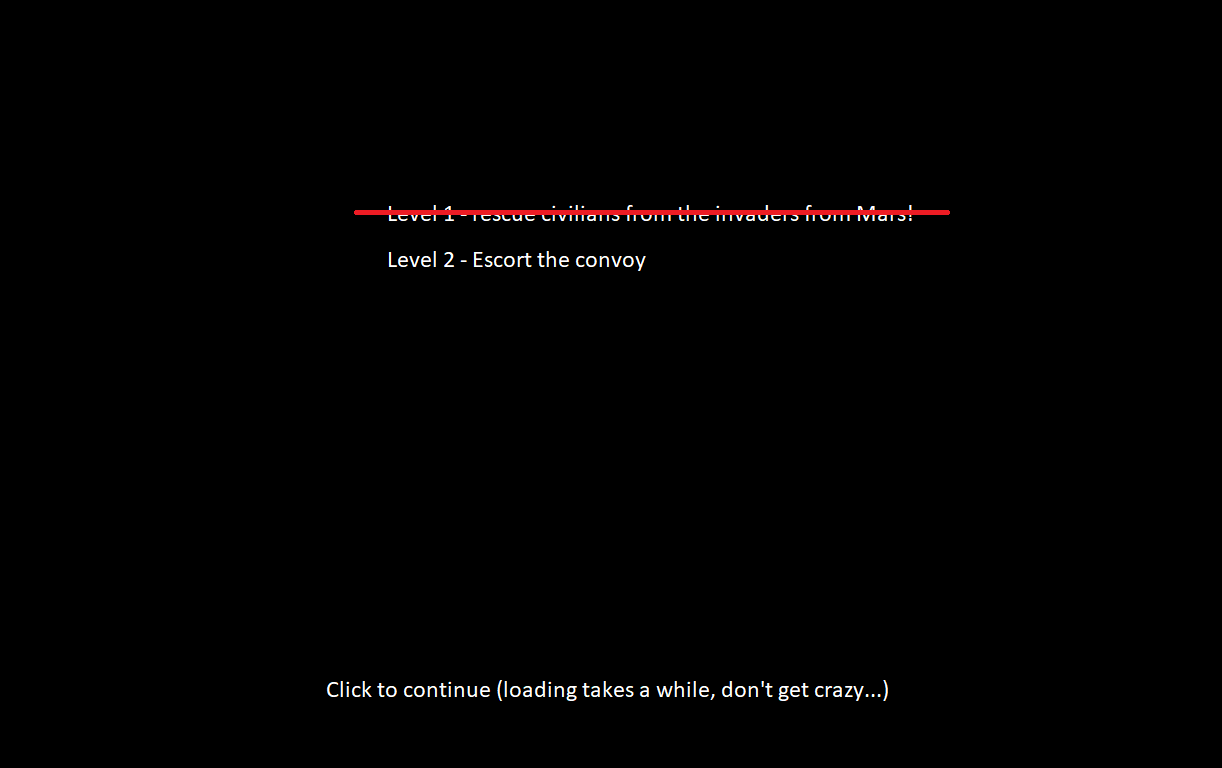 Level 1 - rescue civilians from the invaders from Mars!
Level 2 - Escort the convoy
Click to continue (loading takes a while, don't get crazy...)